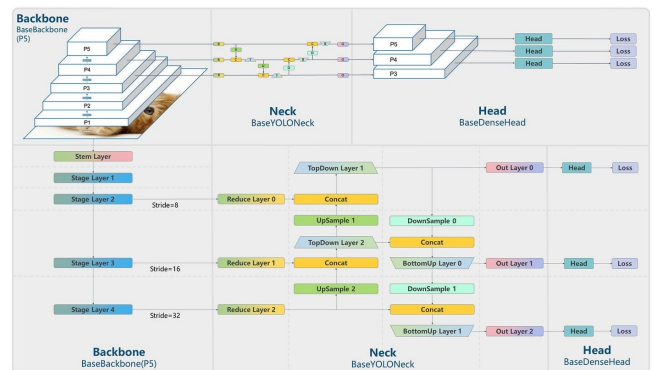 Backbone
BaseBackbone
(P5)
P5
P4
P3
P2
P1
Neck
BaseYOLONeck
P5
P4
P3
Head
BaseDenseHead
Head
Loss
Head
Loss
Head
Loss
Stem Layer
TopDown Layer 1
Out Layer 0
Head
Loss
Stage Layer 1
Stage Layer 2
Stride=8
Reduce Layer 0
Concat
UpSample 1
DownSample 0
TopDown Layer 2
Concat
Stage Layer 3
Stride=16
Reduce Layer 1
Concat
BottomUp Layer 0
Out Layer 1
Head
Loss
UpSample 2
DownSample 1
Stage Layer 4
Stride=32
Reduce Layer 2
Concat
BottomUp Layer 1
Out Layer 2
Head
Loss
Backbone
BaseBackbone(P5)
Neck
BaseYOLONeck
Head
BaseDenseHead